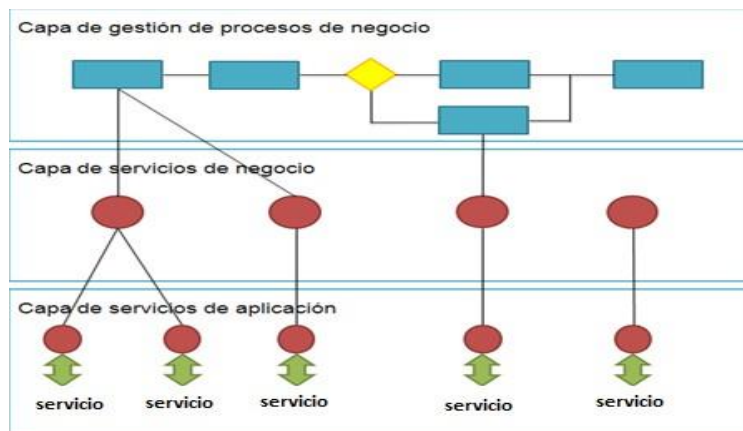 Capa de gestión de procesos de negocio
Capa de servicios de negocio
Capa de servicios de aplicación
servicio servicio servicio servicio servicio